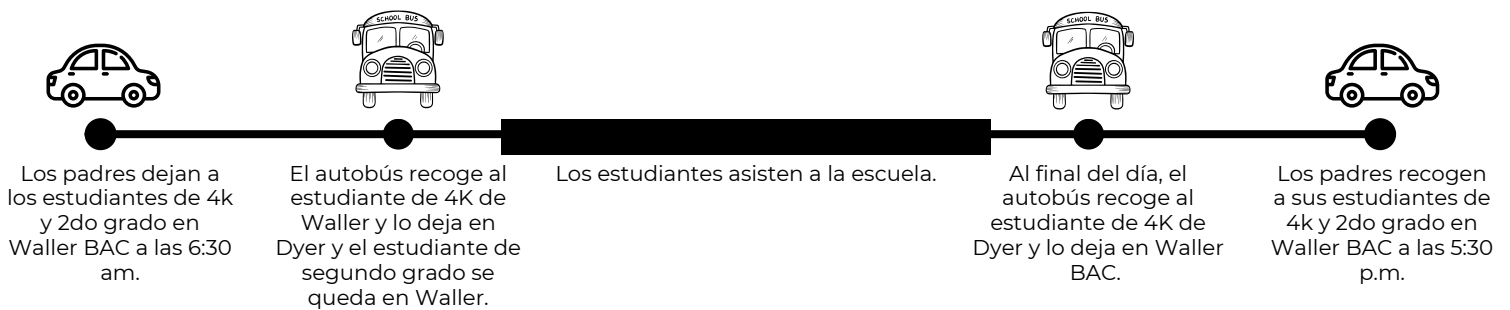 SCHOOL BUS
SCHOOL BUS
Los padres dejan a
los estudiantes de 4k
y 2do grado en
Waller BAC a las 6:30
am.
El autobús recoge al
estudiante de 4K de
Waller y lo deja en
Dyer y el estudiante de
segundo grado se
queda en Waller.
Los estudiantes asisten a la escuela.
Al final del día, el
autobús recoge al
estudiante de 4K de
Dyer y lo deja en Waller
BAC.
Los padres recogen
a sus estudiantes de
4k y 2do grado en
Waller BAC a las 5:30
p.m.